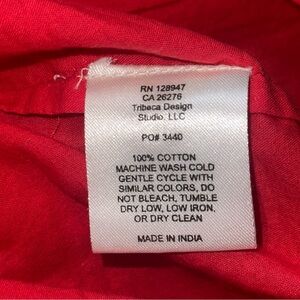 RN 128947
CA 26276
Tribeca Design
Studio, LLC
PO# 3440
100% COTTON
MACHINE WASH COLD
GENTLE CYCLE WITH
SIMILAR COLORS, DO
NOT BLEACH, TUMBLE
DRY LOW, LOW IRON,
OR DRY CLEAN
MADE IN INDIA